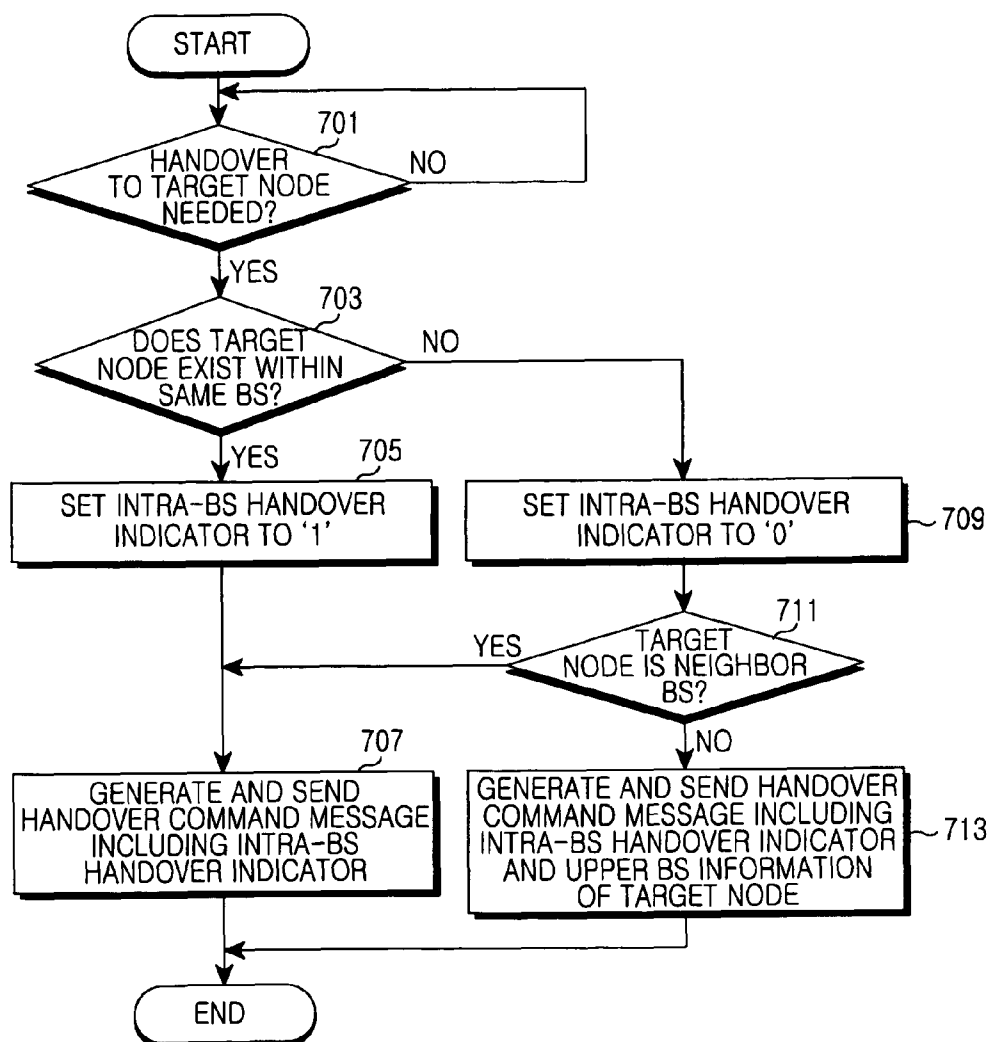 START
701
HANDOVER
TO TARGET NODE
NEEDED?
NO
YES
703
DOES TARGET
NODE EXIST WITHIN
SAME BS?
NO
YES
705
SET INTRA-BS HANDOVER
INDICATOR TO '1'
SET INTRA-BS HANDOVER
INDICATOR TO '0'
709
711
TARGET
NODE IS NEIGHBOR
BS?
YES
NO
707
GENERATE AND SEND
HANDOVER COMMAND MESSAGE
INCLUDING INTRA-BS
HANDOVER INDICATOR
GENERATE AND SEND HANDOVER
COMMAND MESSAGE INCLUDING
INTRA-BS HANDOVER INDICATOR
AND UPPER BS INFORMATION
OF TARGET NODE
713
END